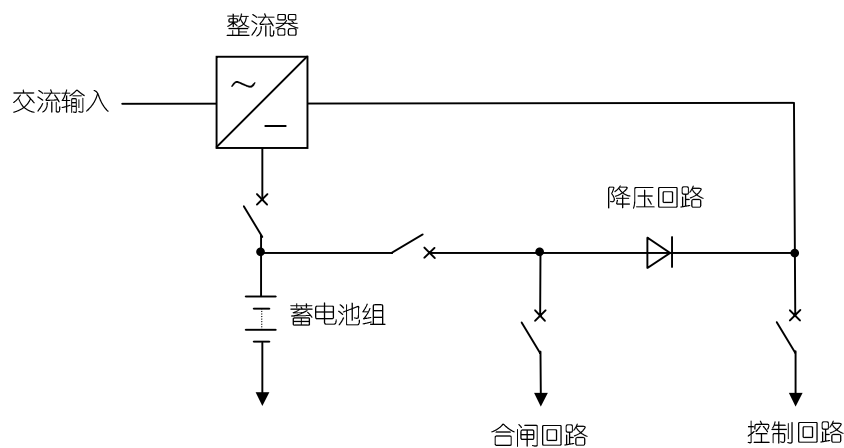 整流器
交流输入
降压回路
蓄电池组
合闸回路
控制回路